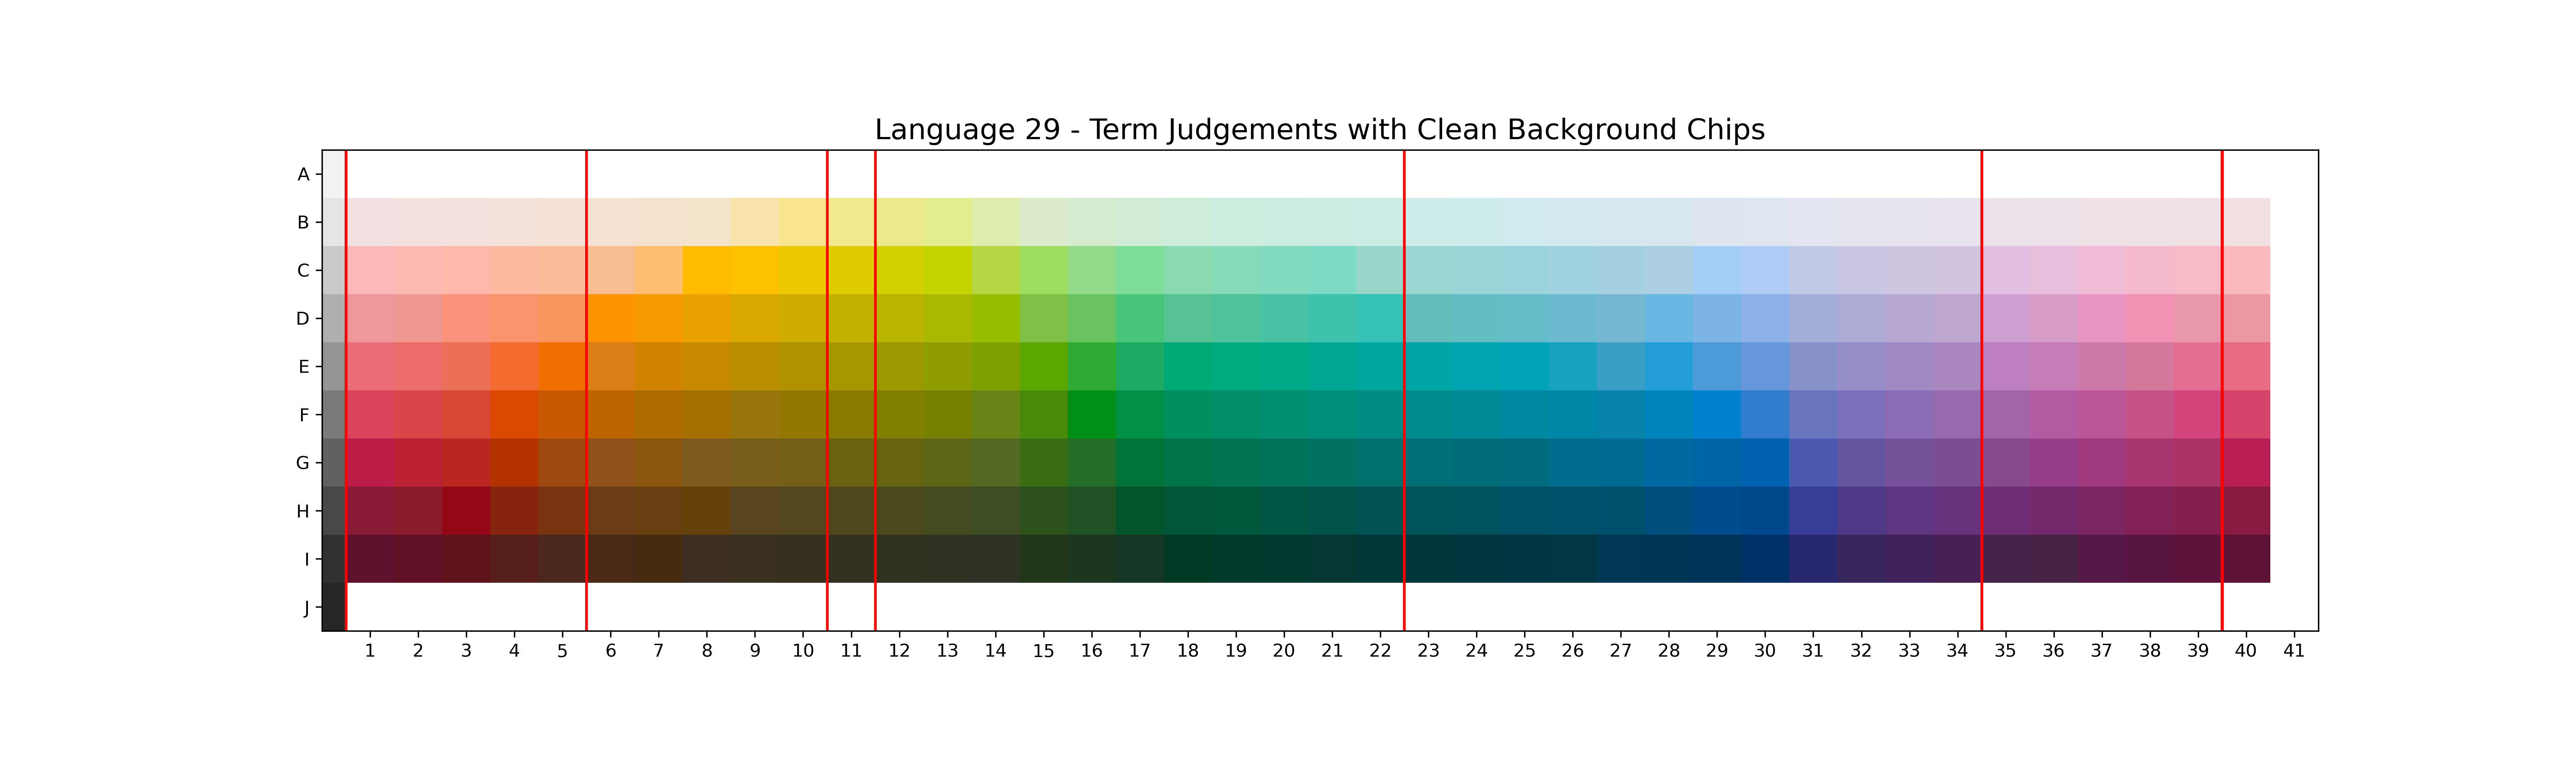 Language 29 - Term Judgements with Clean Background Chips
A
B
C
D
E
F
G
H
I
J
1 2 3 4 5 6 7 8 9 10 11 12 13 14 15 16 17 18 19 20 21 22 23 24 25 26 27 28 29 30 31 32 33 34 35 36 37 38 39 40 41